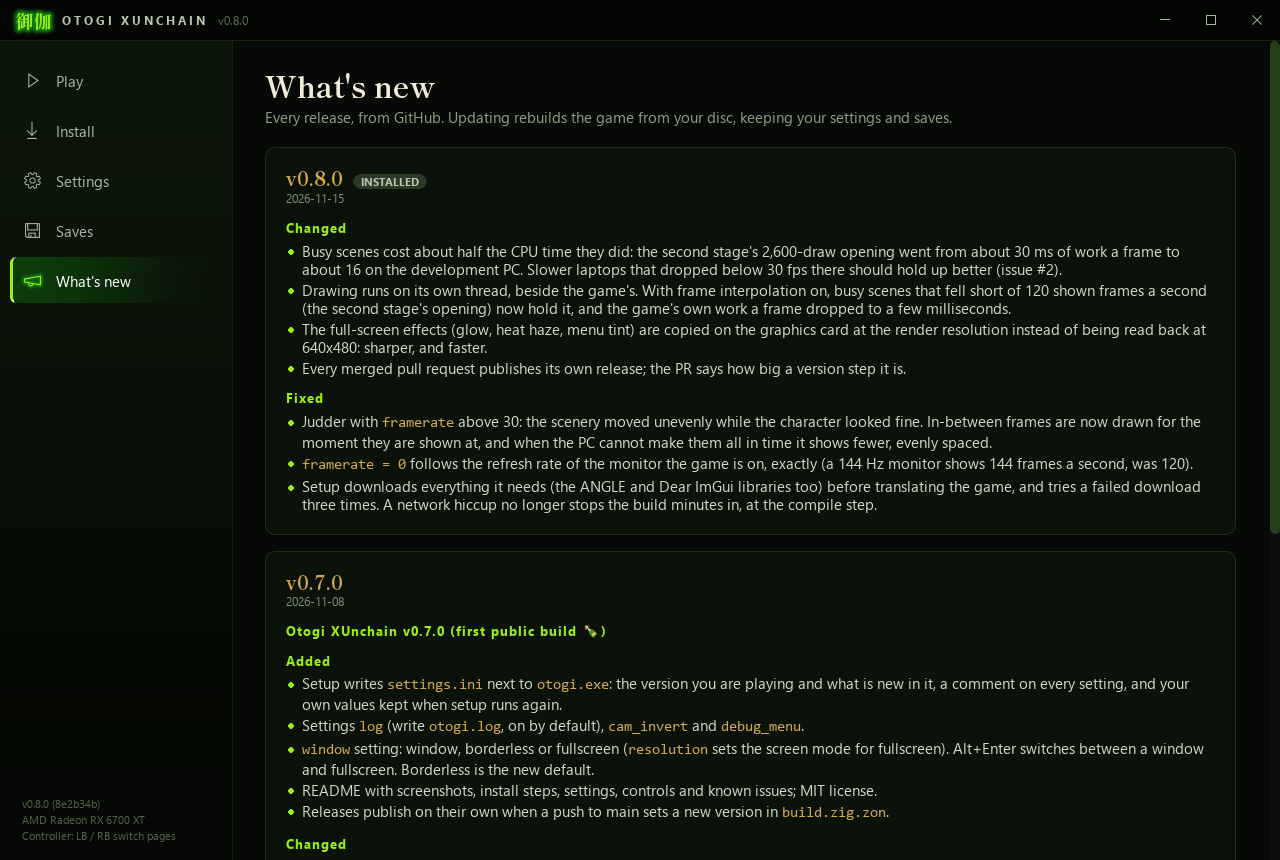 御伽 OTOGI XUNCHAIN v0.8.0
Play
Install
Settings
Saves
What's new
v0.8.0 (8e2b34b)
AMD Radeon RX 6700 XT
Controller: LB / RB switch pages
What's new
Every release, from GitHub. Updating rebuilds the game from your disc, keeping your settings and saves.
v0.8.0 INSTALLED
2026-11-15
Changed
Busy scenes cost about half the CPU time they did: the second stage's 2,600-draw opening went from about 30 ms of work a frame to
about 16 on the development PC. Slower laptops that dropped below 30 fps there should hold up better (issue #2).
Drawing runs on its own thread, beside the game's. With frame interpolation on, busy scenes that fell short of 120 shown frames a second
(the second stage's opening) now hold it, and the game's own work a frame dropped to a few milliseconds.
The full-screen effects (glow, heat haze, menu tint) are copied on the graphics card at the render resolution instead of being read back at
640x480: sharper, and faster.
Every merged pull request publishes its own release; the PR says how big a version step it is.
Fixed
Judder with framerate above 30: the scenery moved unevenly while the character looked fine. In-between frames are now drawn for the
moment they are shown at, and when the PC cannot make them all in time it shows fewer, evenly spaced.
framerate = 0 follows the refresh rate of the monitor the game is on, exactly (a 144 Hz monitor shows 144 frames a second, was 120).
Setup downloads everything it needs (the ANGLE and Dear ImGui libraries too) before translating the game, and tries a failed download
three times. A network hiccup no longer stops the build minutes in, at the compile step.
v0.7.0
2026-11-08
Otogi XUnchain v0.7.0 (first public build 🍾)
Added
Setup writes settings.ini next to otogi.exe: the version you are playing and what is new in it, a comment on every setting, and your
own values kept when setup runs again.
Settings log (write otogi.log, on by default), cam_invert and debug_menu.
window setting: window, borderless or fullscreen (resolution sets the screen mode for fullscreen). Alt+Enter switches between a window
and fullscreen. Borderless is the new default.
README with screenshots, install steps, settings, controls and known issues; MIT license.
Releases publish on their own when a push to main sets a new version in build.zig.zon.
Changed